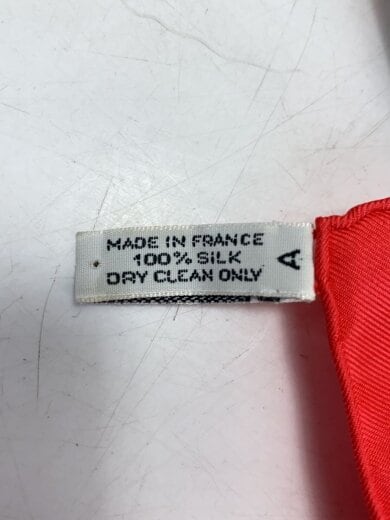 MADE IN FRANCE
100% SILK
DRY CLEAN ONLY
A